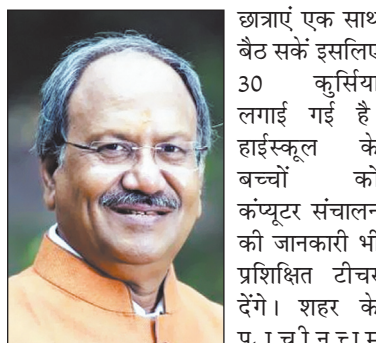 छात्राएं एक साथ
बैठ सकें इसलिए
30 कुर्सिया
लगाई गई है
हाईस्कूल के
बच्चों को
कंप्यूटर संचालन
की जानकारी भी
प्रशिक्षित टीचर
देंगे। शहर के